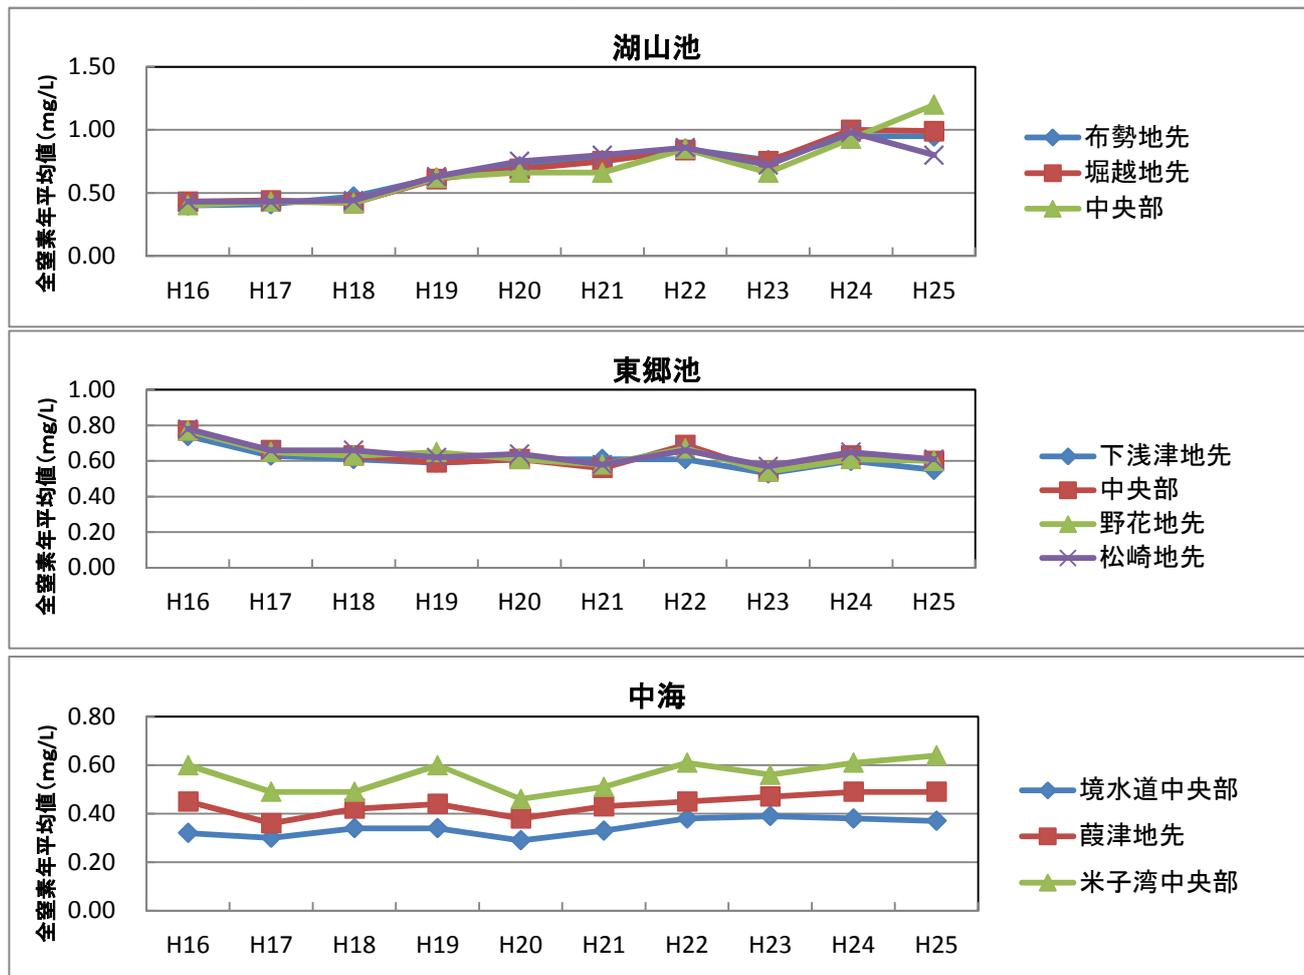 湖山池
全窒素年平均値(mg/L)
1.50
1.00
0.50
0.00
H16 H17 H18 H19 H20 H21 H22 H23 H24 H25
布勢地先
堀越地先
中央部
東郷池
全窒素年平均値(mg/L)
1.00
0.80
0.60
0.40
0.20
0.00
H16 H17 H18 H19 H20 H21 H22 H23 H24 H25
下浅津地先
中央部
野花地先
松崎地先
中海
全窒素年平均値(mg/L)
0.80
0.60
0.40
0.20
0.00
H16 H17 H18 H19 H20 H21 H22 H23 H24 H25
境水道中央部
葭津地先
米子湾中央部